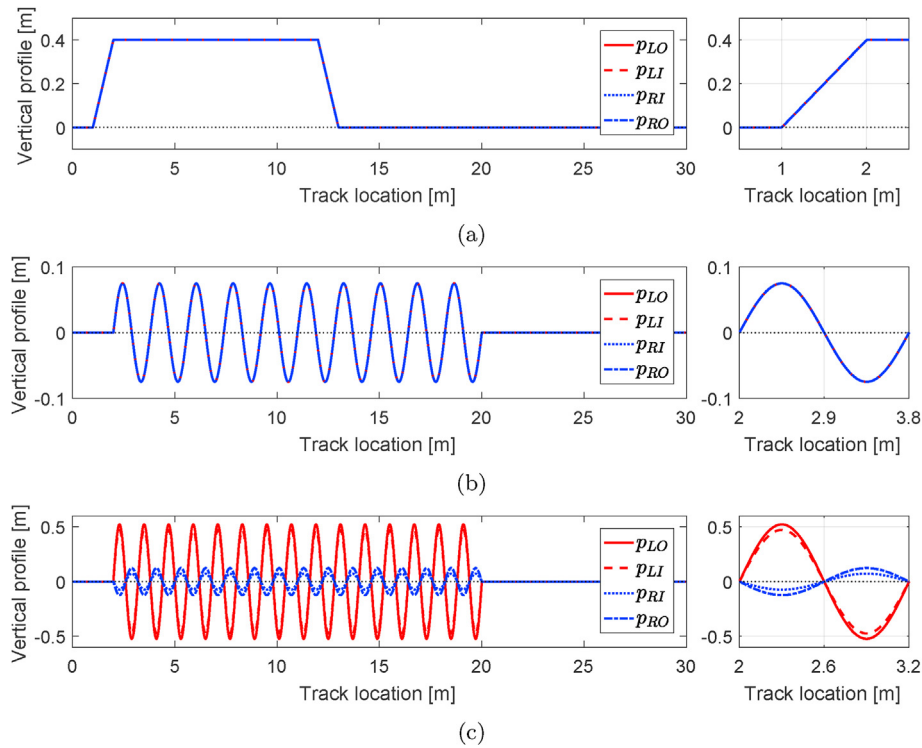 Vertical profile [m]
0.4
0.2
0
0
5
10
15
20
25
30
Track location [m]
p_LO
p_LI
p_RI
p_RO
0.4
0.2
0
1
2
Track location [m]
(a)
Vertical profile [m]
0.1
0
-0.1
0
5
10
15
20
25
30
Track location [m]
p_LO
p_LI
p_RI
p_RO
0.1
0
-0.1
2
2.9
3.8
Track location [m]
(b)
Vertical profile [m]
0.5
0
-0.5
0
5
10
15
20
25
30
Track location [m]
p_LO
p_LI
p_RI
p_RO
0.5
0
-0.5
2
2.6
3.2
Track location [m]
(c)